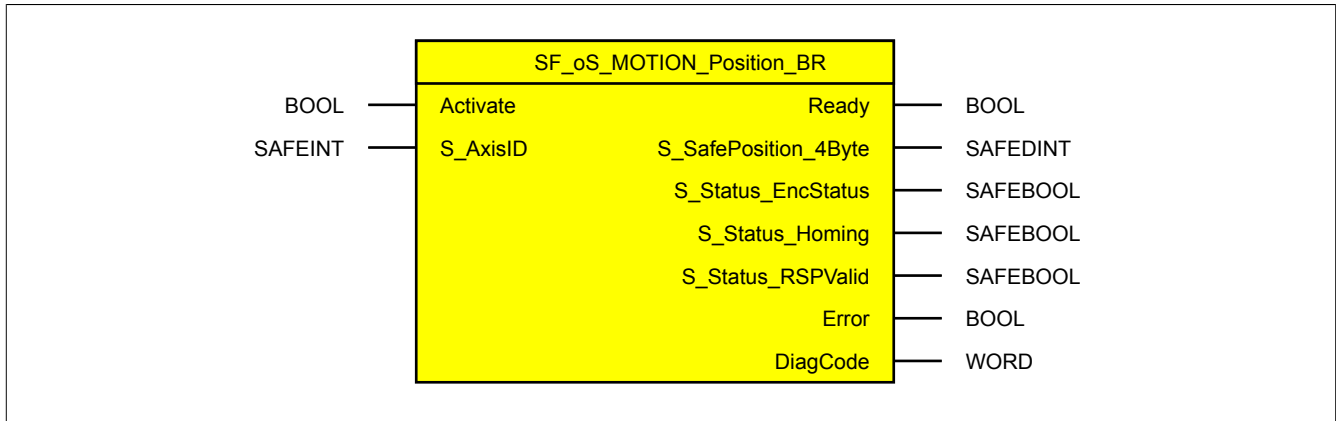 SF_oS_MOTION_Position_BR
BOOL Activate Ready BOOL
SAFEINT S_AxisID S_SafePosition_4Byte SAFEDINT
S_Status_EncStatus SAFEBOOL
S_Status_Homing SAFEBOOL
S_Status_RSPValid SAFEBOOL
Error BOOL
DiagCode WORD